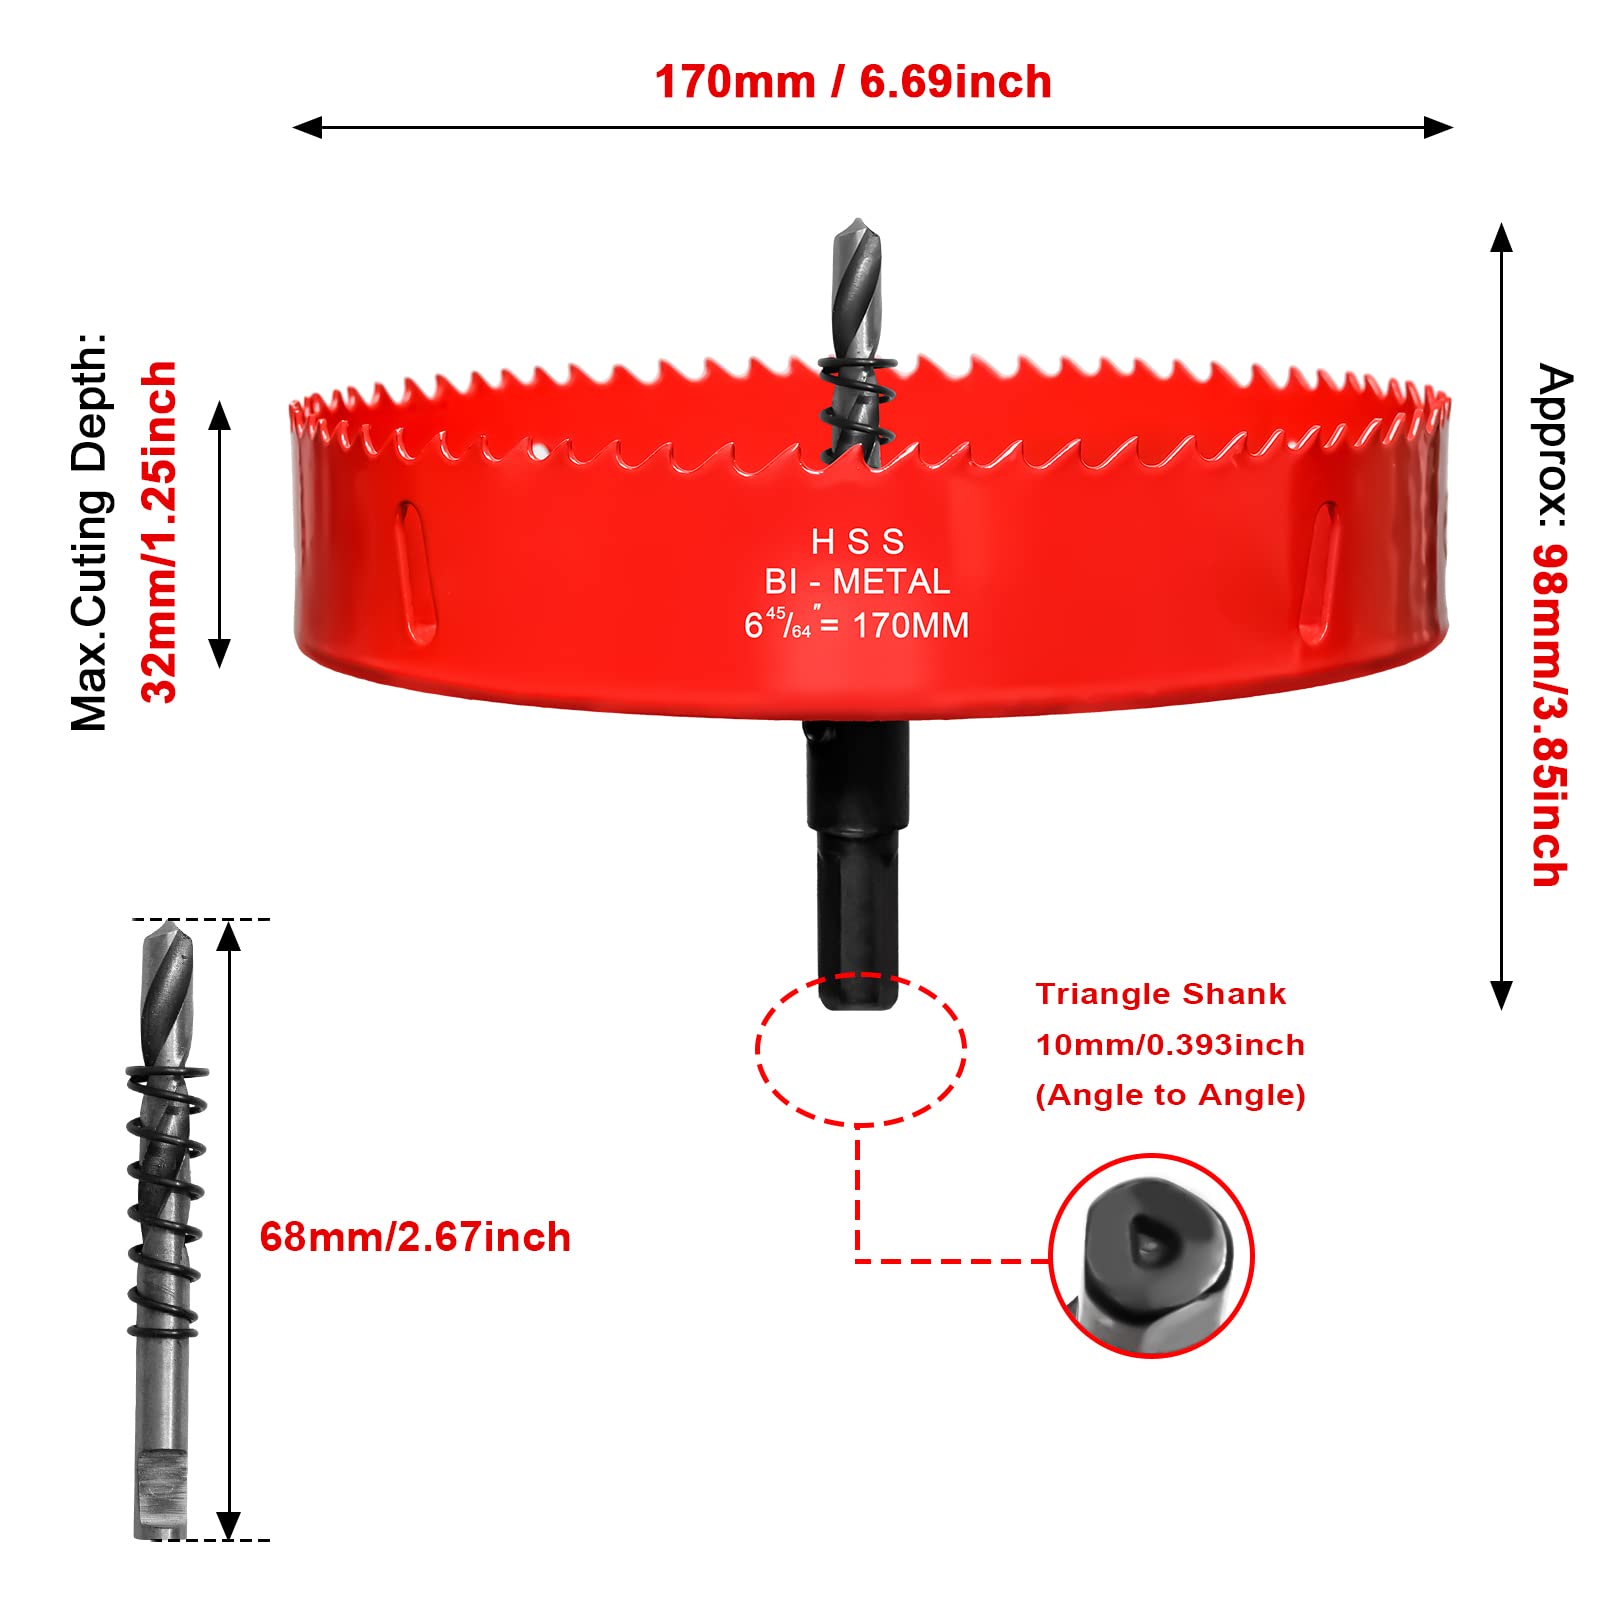 170mm / 6.69inch
Max.Cuting Depth:
32mm/1.25inch
Approx: 98mm/3.85inch
HSS
BI - METAL
6 45/64" = 170MM
Triangle Shank
10mm/0.393inch
(Angle to Angle)
68mm/2.67inch